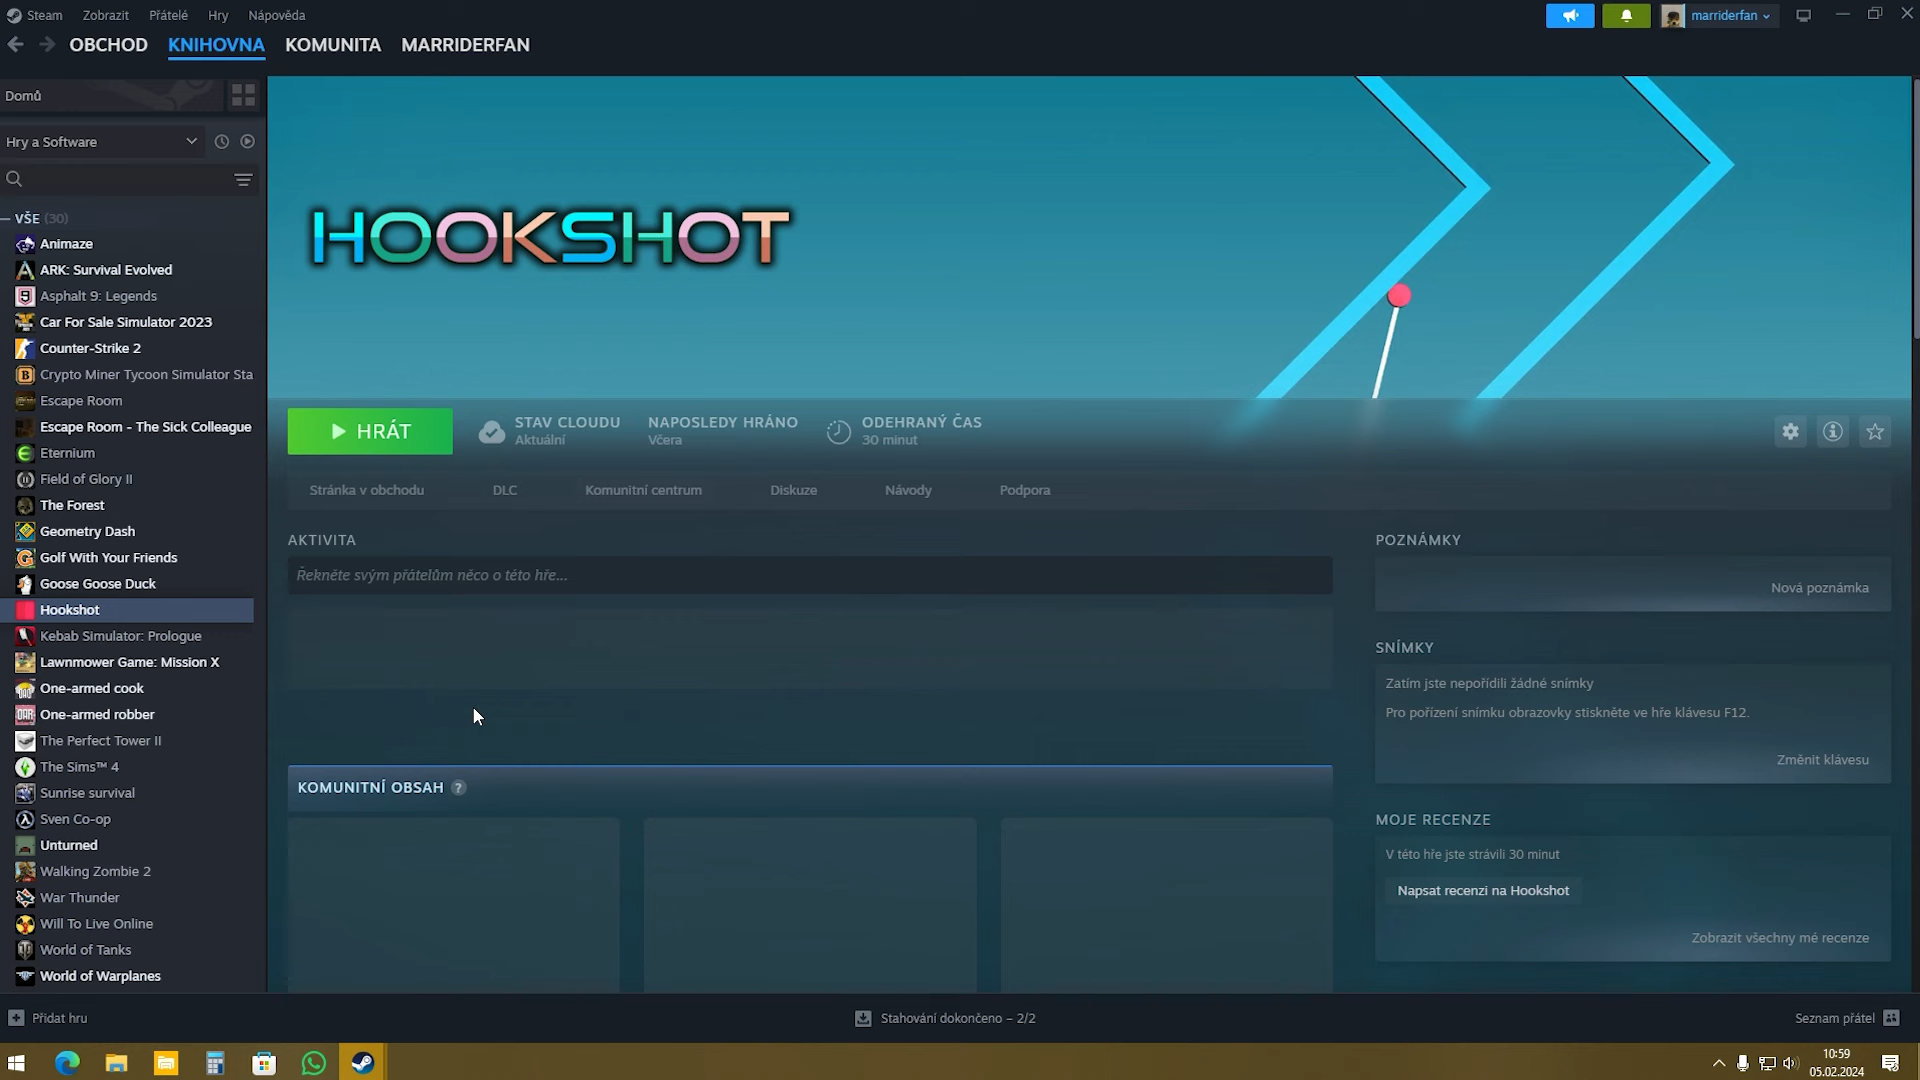 Steam Zobrazit Přátelé Hry Nápověda
marriderfan
OBCHOD KNIHOVNA KOMUNITA MARRIDERFAN
Domů
Hry a Software
VŠE (30)
Animaze
ARK: Survival Evolved
Asphalt 9: Legends
Car For Sale Simulator 2023
Counter-Strike 2
Crypto Miner Tycoon Simulator Sta
Escape Room
Escape Room - The Sick Colleague
Eternium
Field of Glory II
The Forest
Geometry Dash
Golf With Your Friends
Goose Goose Duck
Hookshot
Kebab Simulator: Prologue
Lawnmower Game: Mission X
One-armed cook
One-armed robber
The Perfect Tower II
The Sims™ 4
Sunrise survival
Sven Co-op
Unturned
Walking Zombie 2
War Thunder
Will To Live Online
World of Tanks
World of Warplanes
HOOKSHOT
HRÁT
STAV CLOUDU
Aktuální
NAPOSLEDY HRÁNO
Včera
ODEHRANÝ ČAS
30 minut
Stránka v obchodu DLC Komunitní centrum Diskuze Návody Podpora
AKTIVITA
Řekněte svým přátelům něco o této hře...
KOMUNITNÍ OBSAH ?
POZNÁMKY
Nová poznámka
SNÍMKY
Zatím jste nepořídili žádné snímky
Pro pořízení snímku obrazovky stiskněte ve hře klávesu F12.
Změnit klávesu
MOJE RECENZE
V této hře jste strávili 30 minut
Napsat recenzi na Hookshot
Zobrazit všechny mé recenze
Přidat hru
Stahování dokončeno – 2/2
Seznam přátel
10:59
05.02.2024